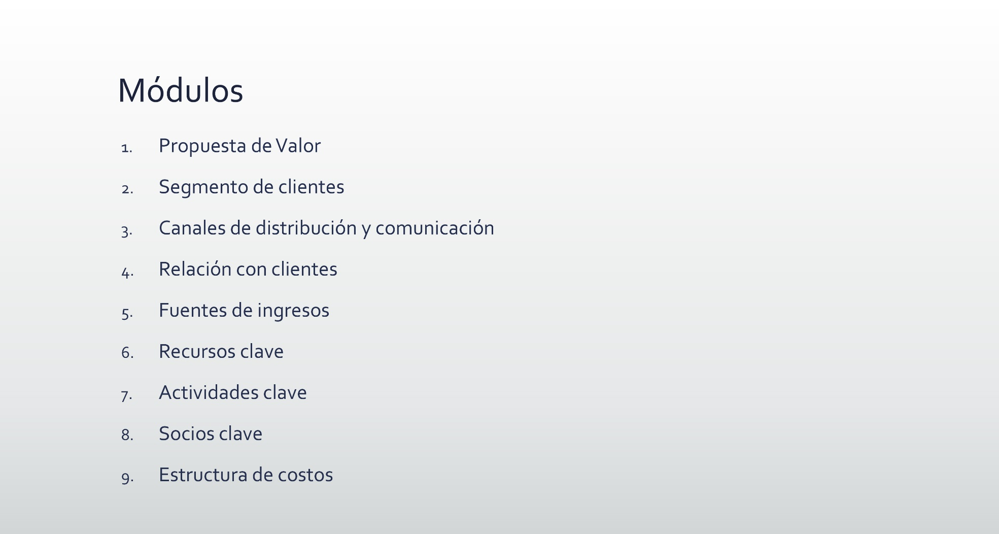 Módulos
1. Propuesta de Valor
2. Segmento de clientes
3. Canales de distribución y comunicación
4. Relación con clientes
5. Fuentes de ingresos
6. Recursos clave
7. Actividades clave
8. Socios clave
9. Estructura de costos